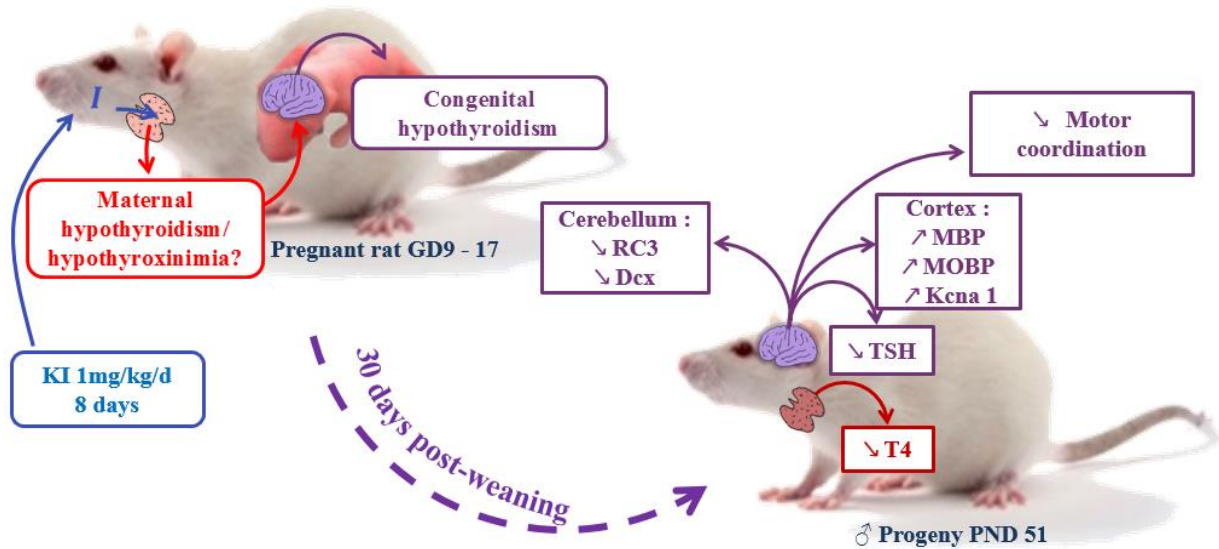 I
Congenital
hypothyroidism
Maternal
hypothyroidism/
hypothyroxinimia?
Pregnant rat GD9 - 17
KI 1mg/kg/d
8 days
30 days post-weaning
↘ Motor
coordination
Cerebellum :
↘ RC3
↘ Dcx
Cortex :
↗ MBP
↗ MOBP
↗ Kcna 1
↘ TSH
↘ T4
♂ Progeny PND 51